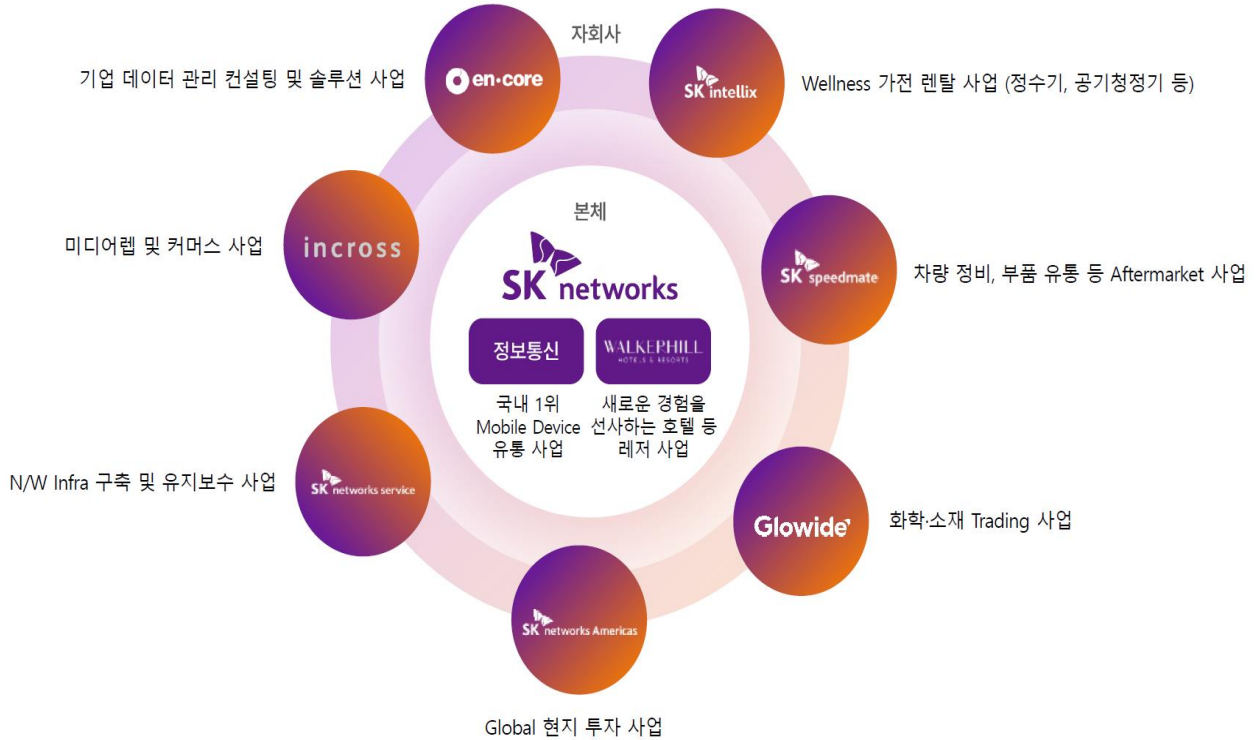 자회사
en·core
기업 데이터 관리 컨설팅 및 솔루션 사업
SK intellix
Wellness 가전 렌탈 사업 (정수기, 공기청정기 등)
incross
미디어렙 및 커머스 사업
본체
SK networks
정보통신
WALKERHILL
HOTELS & RESORTS
국내 1위
Mobile Device
유통 사업
새로운 경험을
선사하는 호텔 등
레저 사업
SK speedmate
차량 정비, 부품 유통 등 Aftermarket 사업
SK networks service
N/W Infra 구축 및 유지보수 사업
Glowide
화학·소재 Trading 사업
SK networks Americas
Global 현지 투자 사업